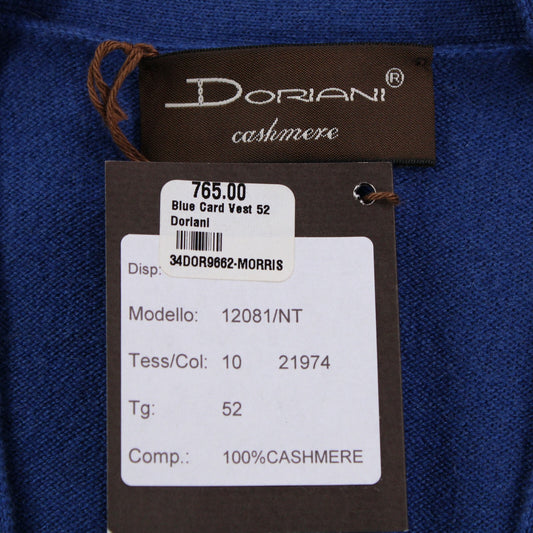 DORIANI®
cashmere
765.00
Blue Card Vest 52
Doriani
34DOR9662-MORRIS
Disp:
Modello: 12081/NT
Tess/Col: 10 21974
Tg: 52
Comp.: 100%CASHMERE